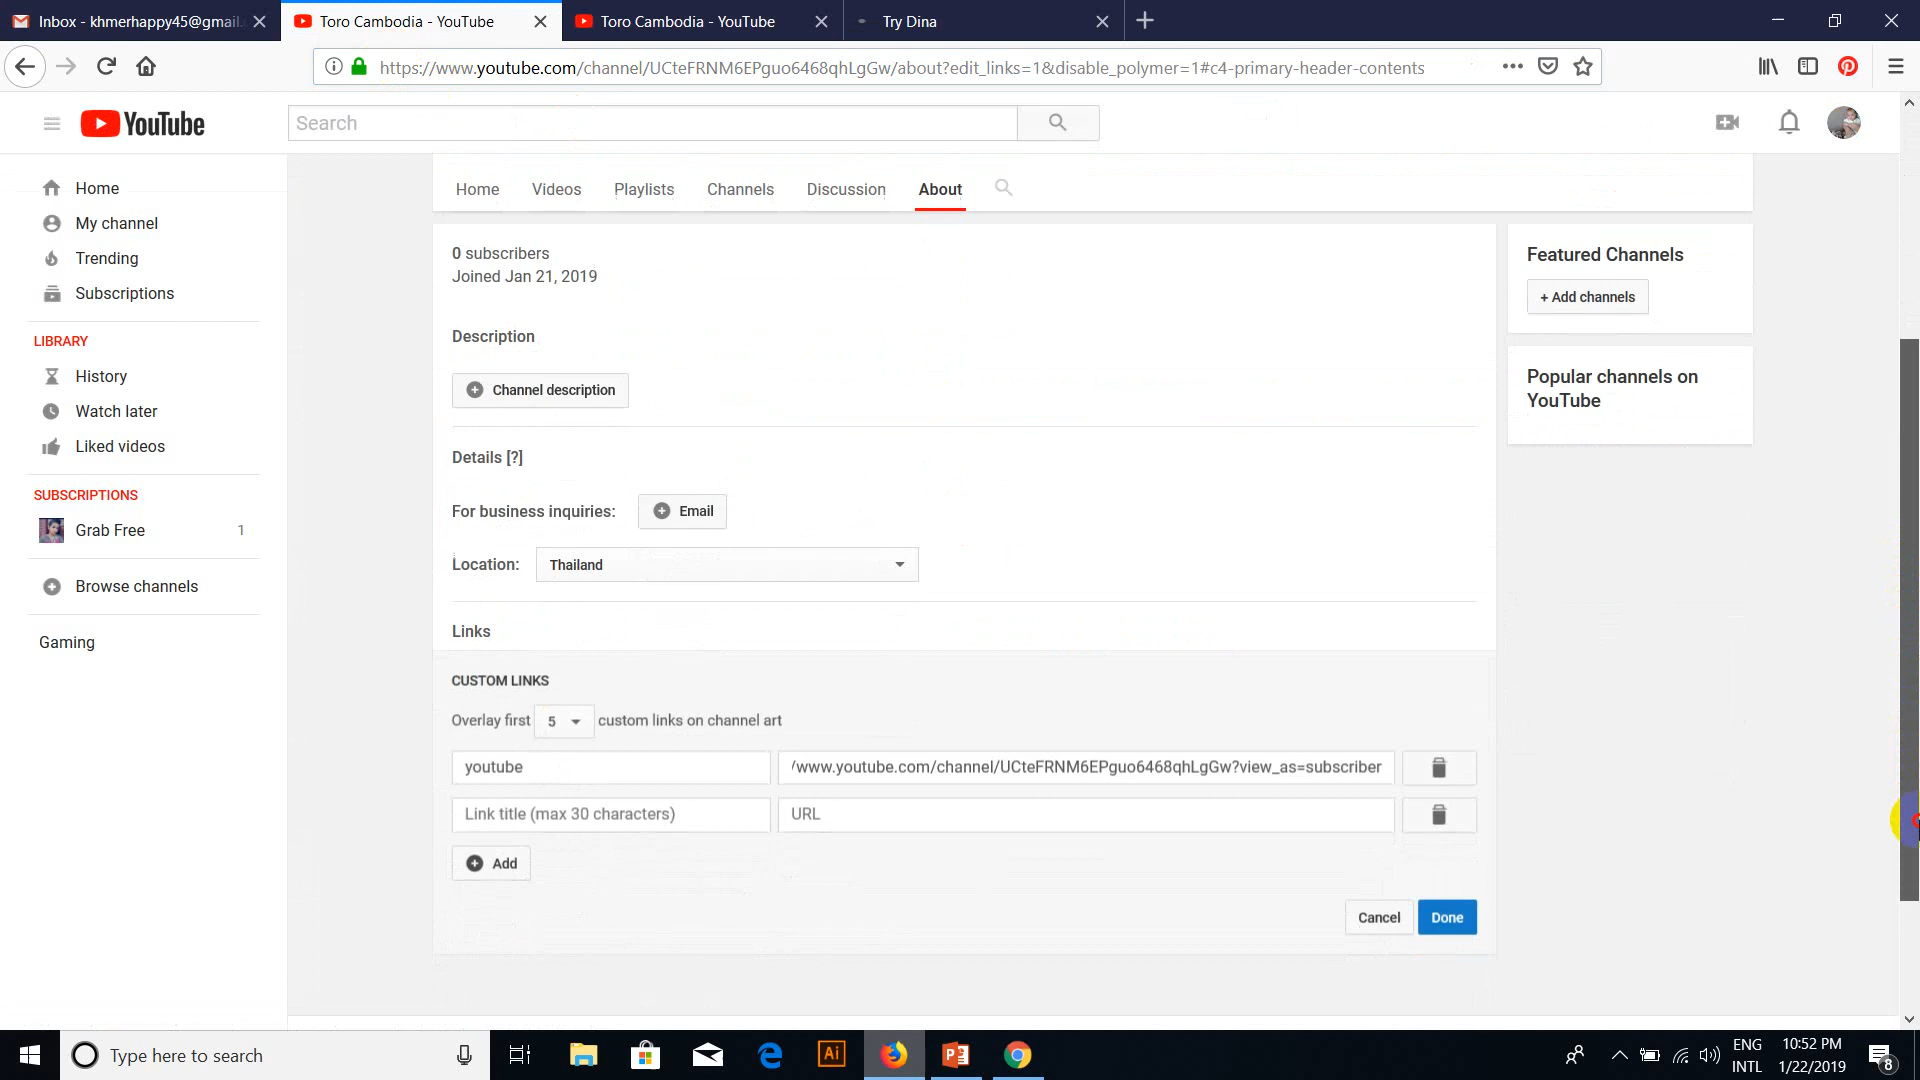 Inbox - khmerhappy45@gmail.
Toro Cambodia - YouTube
Toro Cambodia - YouTube
Try Dina
https://www.youtube.com/channel/UCteFRNM6EPguo6468qhLgGw/about?edit_links=1&disable_polymer=1#c4-primary-header-contents
YouTube
Search
Home
My channel
Trending
Subscriptions
LIBRARY
History
Watch later
Liked videos
SUBSCRIPTIONS
Grab Free 1
Browse channels
Gaming
Home Videos Playlists Channels Discussion About
0 subscribers
Joined Jan 21, 2019
Description
Channel description
Details [?]
For business inquiries: Email
Location: Thailand
Links
CUSTOM LINKS
Overlay first 5 custom links on channel art
youtube /www.youtube.com/channel/UCteFRNM6EPguo6468qhLgGw?view_as=subscriber
Link title (max 30 characters) URL
Add
Cancel Done
Featured Channels
+ Add channels
Popular channels on
YouTube
Type here to search
Ai
ENG
INTL
10:52 PM
1/22/2019
8